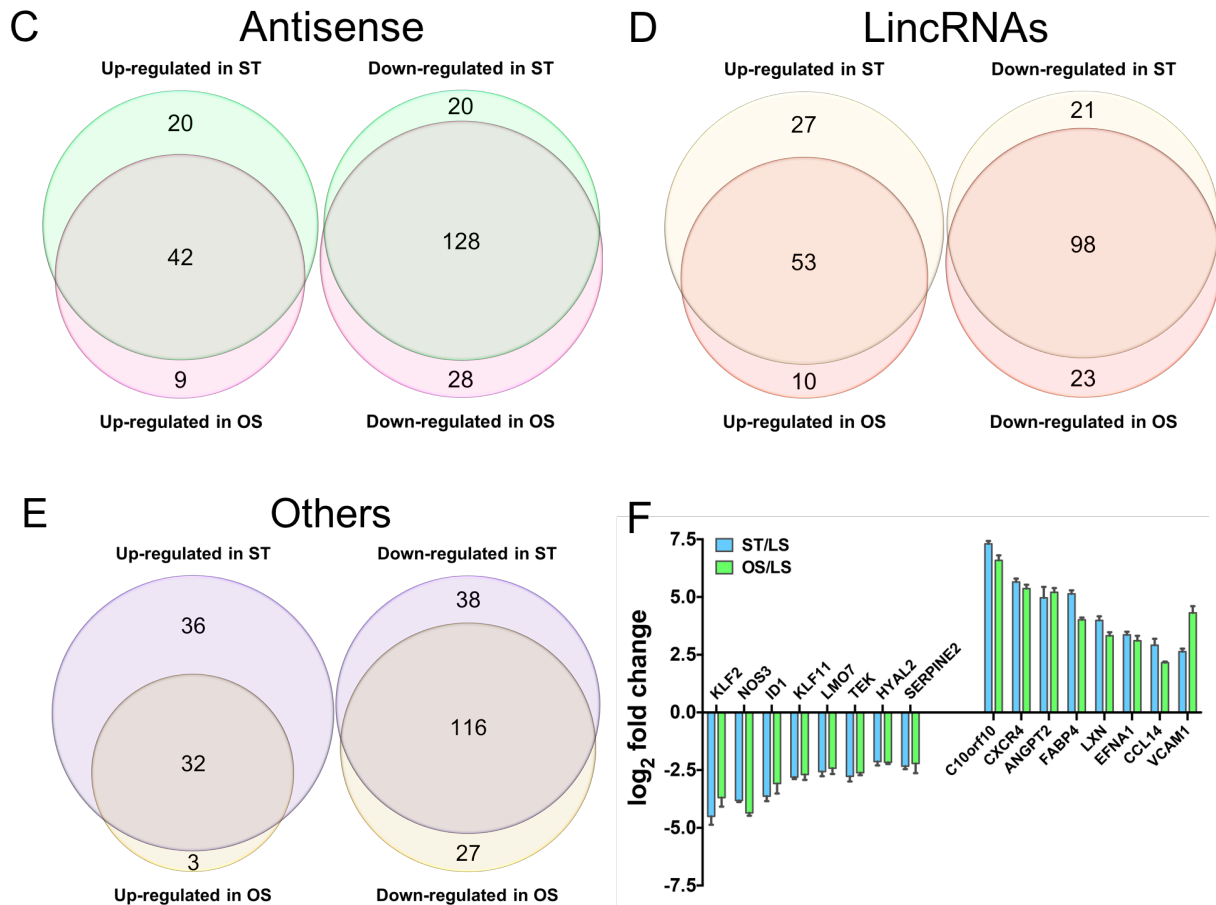 C
Antisense
Up-regulated in ST
Down-regulated in ST
20
20
42
128
9
28
Up-regulated in OS
Down-regulated in OS
D
LincRNAs
Up-regulated in ST
Down-regulated in ST
27
21
53
98
10
23
Up-regulated in OS
Down-regulated in OS
E
Others
Up-regulated in ST
Down-regulated in ST
36
38
32
116
3
27
Up-regulated in OS
Down-regulated in OS
F
log2 fold change
7.5
5.0
2.5
0.0
-2.5
-5.0
-7.5
ST/LS
OS/LS
KLF2
NOS3
ID1
KLF11
LMO7
TEK
HYAL2
SERPINE2
C10orf10
CXCR4
ANGPT2
FABP4
LXN
EFNA1
CCL14
VCAM1